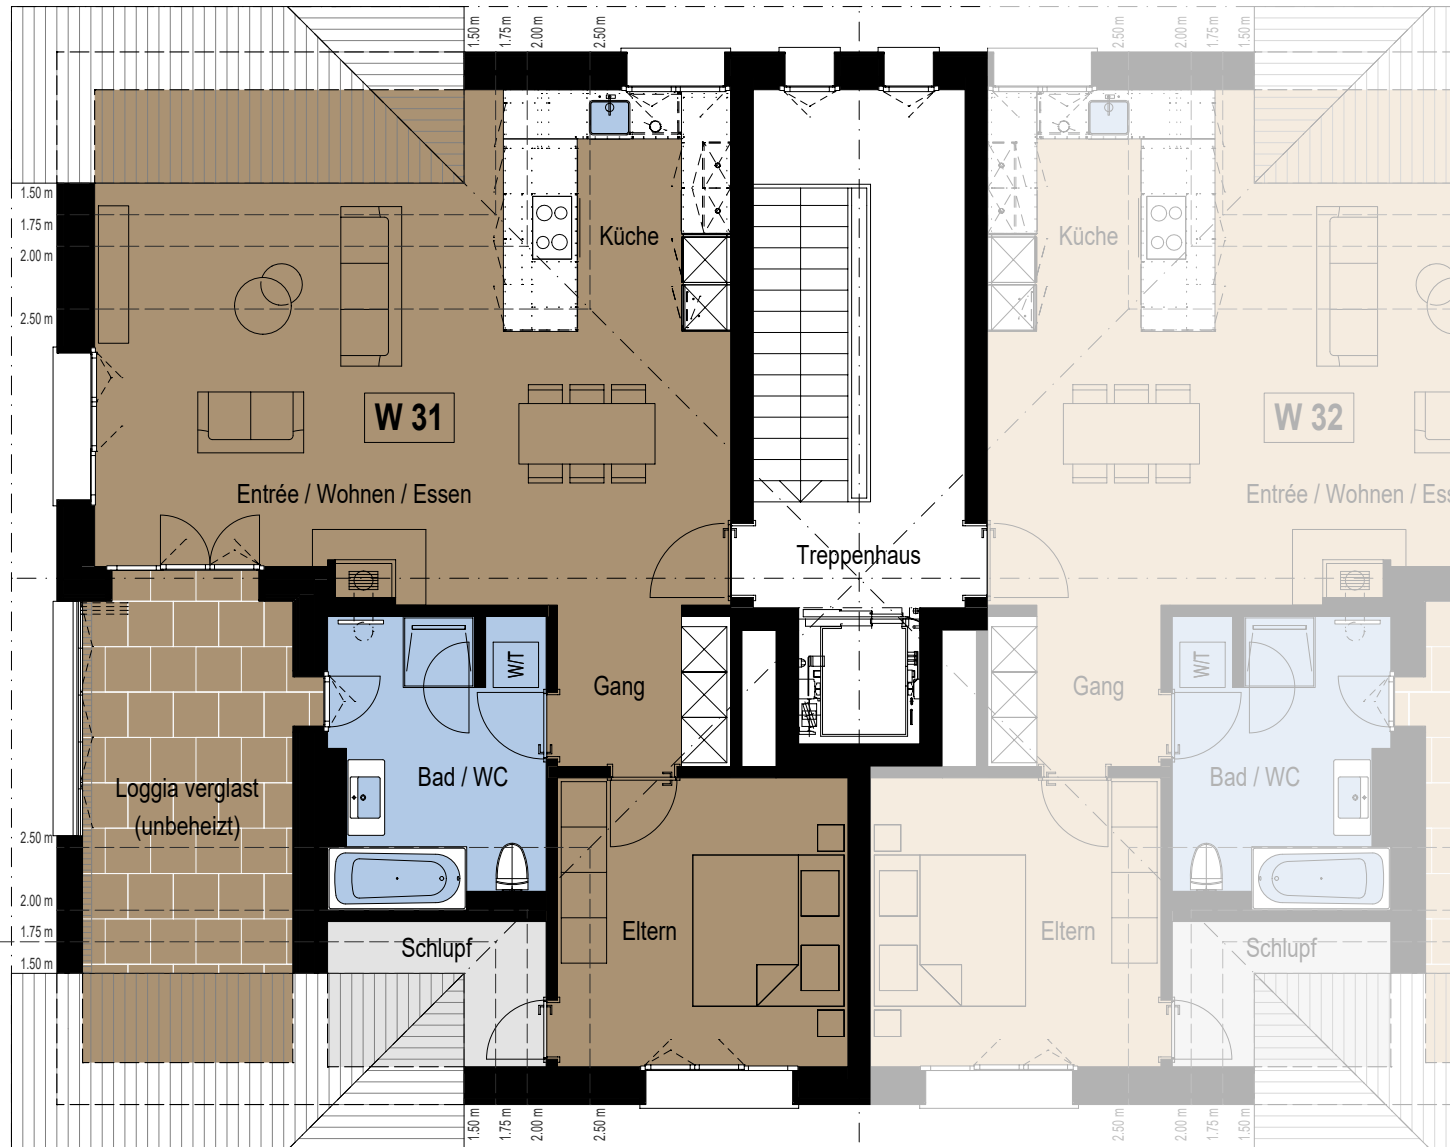 1.50 m
1.75 m
2.00 m
2.50 m
2.50 m
2.00 m
1.75 m
1.50 m
1.50 m
1.75 m
2.00 m
2.50 m
Küche
Küche
W 31
W 32
Entrée / Wohnen / Essen
Entrée / Wohnen / Ess
Treppenhaus
W/T
W/T
Gang
Gang
Bad / WC
Bad / WC
Loggia verglast
(unbeheizt)
2.50 m
2.00 m
1.75 m
1.50 m
Schlupf
Eltern
Eltern
Schlupf
1.50 m
1.75 m
2.00 m
2.50 m
2.50 m
2.00 m
1.75 m
1.50 m